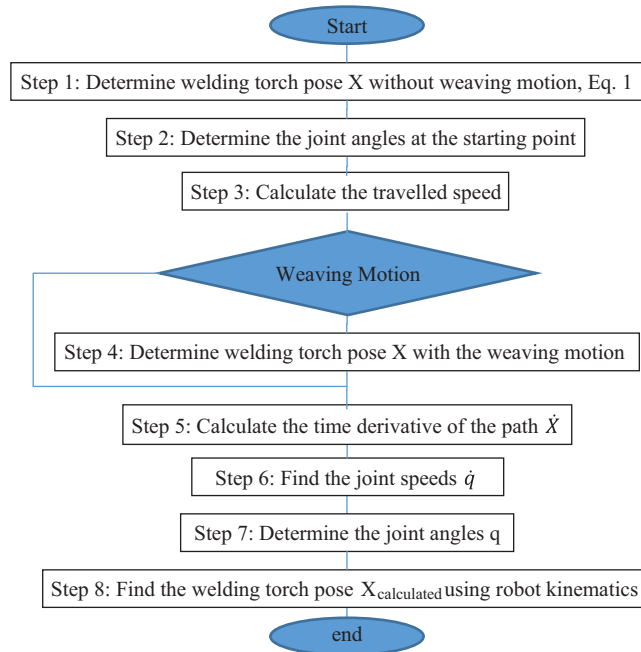 Start
Step 1: Determine welding torch pose X without weaving motion, Eq. 1
Step 2: Determine the joint angles at the starting point
Step 3: Calculate the travelled speed
Weaving Motion
Step 4: Determine welding torch pose X with the weaving motion
Step 5: Calculate the time derivative of the path Ẋ
Step 6: Find the joint speeds q̇
Step 7: Determine the joint angles q
Step 8: Find the welding torch pose X_calculated using robot kinematics
end